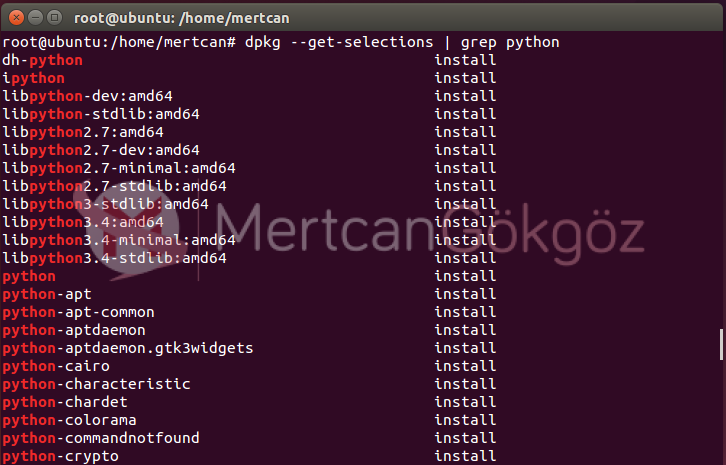 root@ubuntu: /home/mertcan
root@ubuntu:/home/mertcan# dpkg --get-selections | grep python
dh-python install
ipython install
libpython-dev:amd64 install
libpython-stdlib:amd64 install
libpython2.7:amd64 install
libpython2.7-dev:amd64 install
libpython2.7-minimal:amd64 install
libpython2.7-stdlib:amd64 install
libpython3-stdlib:amd64 install
libpython3.4:amd64 install
libpython3.4-minimal:amd64 install
libpython3.4-stdlib:amd64 install
MertcanGökgöz
python install
python-apt install
python-apt-common install
python-aptdaemon install
python-aptdaemon.gtk3widgets install
python-cairo install
python-characteristic install
python-chardet install
python-colorama install
python-commandnotfound install
python-crypto install